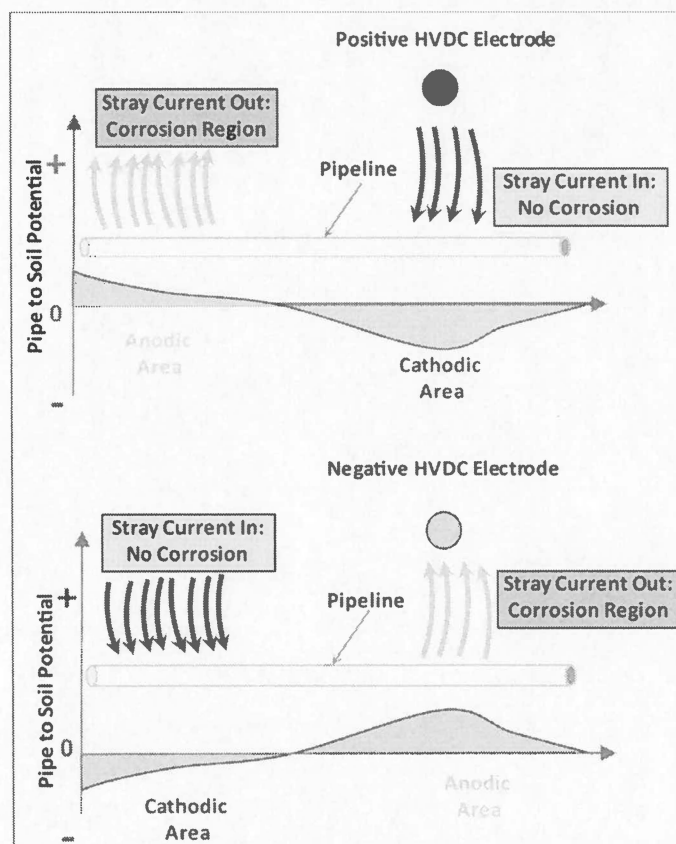 Positive HVDC Electrode
Stray Current Out:
Corrosion Region
Pipeline
Stray Current In:
No Corrosion
Pipe to Soil Potential
+
0
-
Anodic
Area
Cathodic
Area
Negative HVDC Electrode
Stray Current In:
No Corrosion
Pipeline
Stray Current Out:
Corrosion Region
Pipe to Soil Potential
+
0
-
Cathodic
Area
Anodic
Area